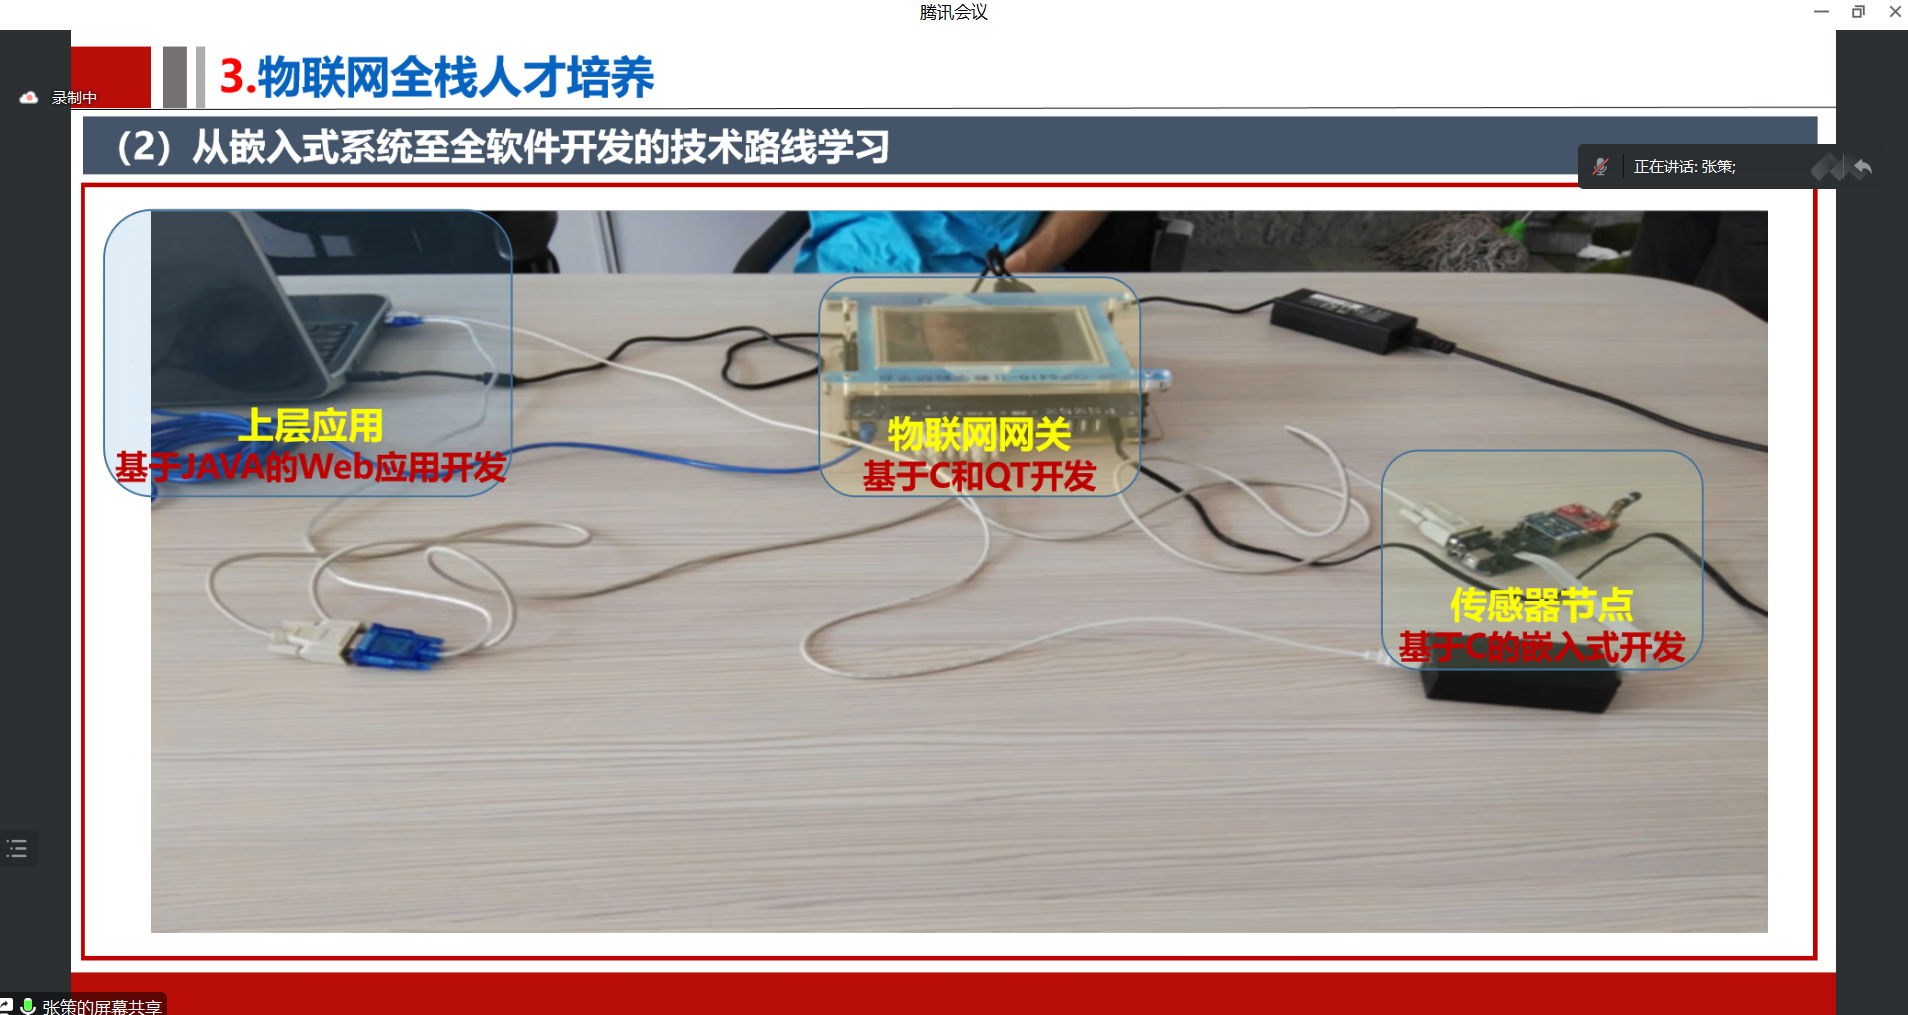 腾讯会议
3.物联网全栈人才培养
录制中
（2）从嵌入式系统至全软件开发的技术路线学习
正在讲话: 张策;
上层应用
基于JAVA的Web应用开发
物联网网关
基于C和QT开发
传感器节点
基于C的嵌入式开发
张策的屏幕共享